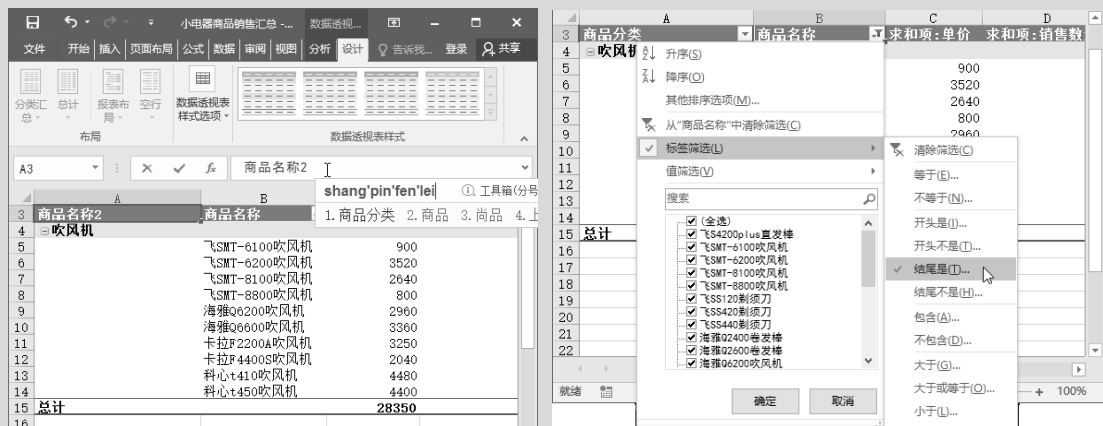 小电器商品销售汇总 -...
数据透视...
文件 开始 插入 页面布局 公式 数据 审阅 视图 分析 设计 告诉我... 登录 共享
分类汇总 总计 报表布局 空行 数据透视表样式选项
布局 数据透视表样式
A3 商品名称2
shang'pin'fen'lei 工具箱(分号
1.商品分类 2.商品 3.尚品 4.上
A B
3 商品名称2 商品名称
4 吹风机
5 飞SMT-6100吹风机 900
6 飞SMT-6200吹风机 3520
7 飞SMT-8100吹风机 2640
8 飞SMT-8800吹风机 800
9 海雅Q6200吹风机 2960
10 海雅Q6600吹风机 3360
11 卡拉F2200A吹风机 3250
12 卡拉F4400S吹风机 2040
13 科心t410吹风机 4480
14 科心t450吹风机 4400
15 总计 28350
16
A B C D
3 商品分类 商品名称 求和项:单价 求和项:销售数
4 吹风机
5 900
6 3520
7 2640
8 800
9 2960
10
11
12
13
14
15 总计
16
17
18
19
20
21
22
升序(S)
降序(O)
其他排序选项(M)...
从"商品名称"中清除筛选(C)
标签筛选(L)
值筛选(V)
搜索
(全选)
飞S4200plus直发棒
飞SMT-6100吹风机
飞SMT-6200吹风机
飞SMT-8100吹风机
飞SMT-8800吹风机
飞SS120剃须刀
飞SS420剃须刀
飞SS440剃须刀
海雅Q2400卷发棒
海雅Q2600卷发棒
海雅Q6200吹风机
确定 取消
清除筛选(C)
等于(E)...
不等于(N)...
开头是(I)...
开头不是(T)...
结尾是(T)...
结尾不是(H)...
包含(A)...
不包含(D)...
大于(G)...
大于或等于(O)...
小于(L)...
就绪 100%